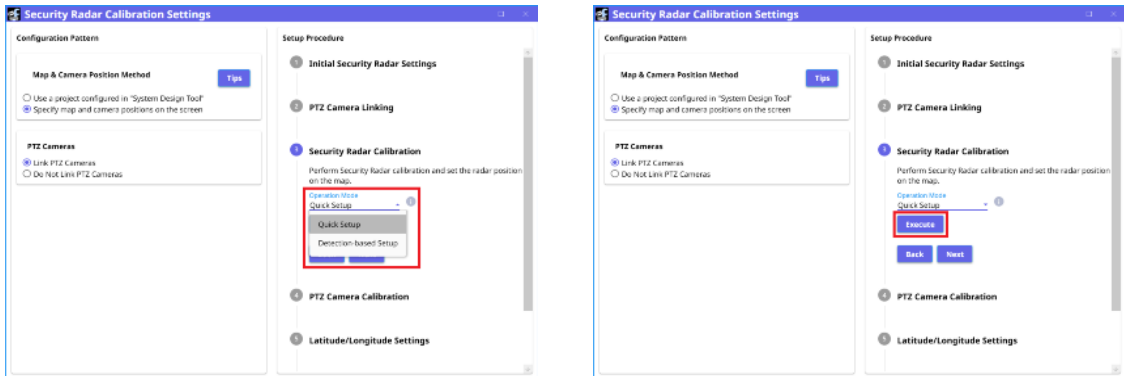 Security Radar Calibration Settings
Configuration Pattern
Map & Camera Position Method
Tips
Use a project configured in "System Design Tool"
Specify map and camera positions on the screen
PTZ Cameras
Link PTZ Cameras
Do Not Link PTZ Cameras
Setup Procedure
1 Initial Security Radar Settings
2 PTZ Camera Linking
3 Security Radar Calibration
Perform Security Radar calibration and set the radar position
on the map.
Operation Mode
Quick Setup
Quick Setup
Detection-based Setup
4 PTZ Camera Calibration
5 Latitude/Longitude Settings
Security Radar Calibration Settings
Configuration Pattern
Map & Camera Position Method
Tips
Use a project configured in "System Design Tool"
Specify map and camera positions on the screen
PTZ Cameras
Link PTZ Cameras
Do Not Link PTZ Cameras
Setup Procedure
1 Initial Security Radar Settings
2 PTZ Camera Linking
3 Security Radar Calibration
Perform Security Radar calibration and set the radar position
on the map.
Operation Mode
Quick Setup
Execute
Back Next
4 PTZ Camera Calibration
5 Latitude/Longitude Settings